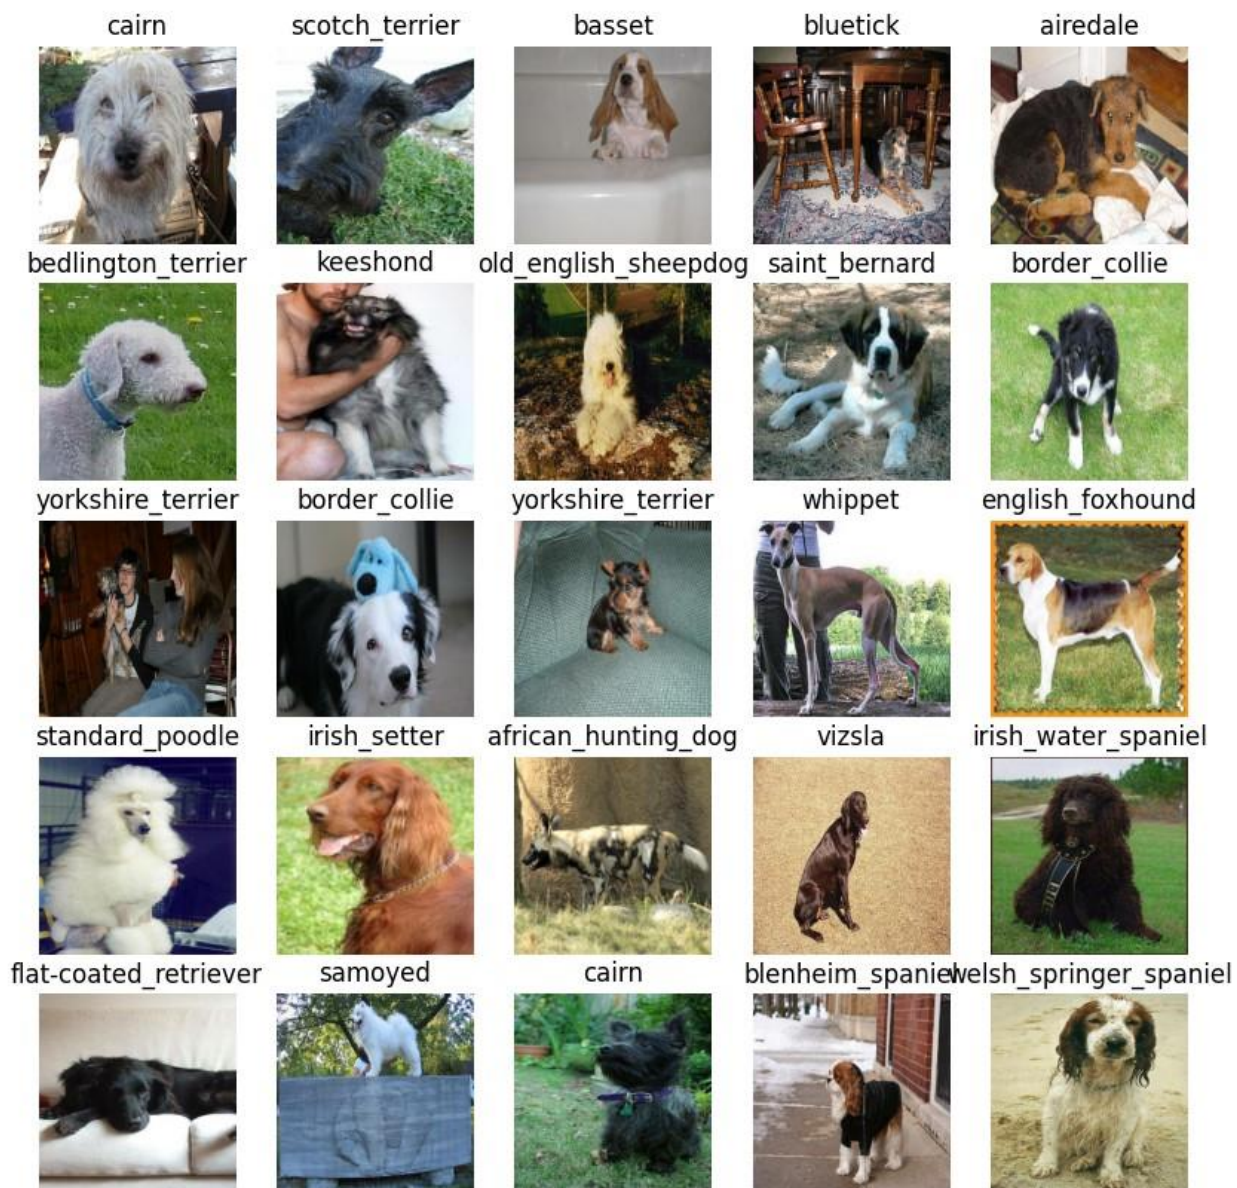 cairn scotch_terrier basset bluetick airedale
bedlington_terrier keeshond old_english_sheepdog saint_bernard border_collie
yorkshire_terrier border_collie yorkshire_terrier whippet english_foxhound
standard_poodle irish_setter african_hunting_dog vizsla irish_water_spaniel
flat-coated_retriever samoyed cairn blenheim_spaniel welsh_springer_spaniel